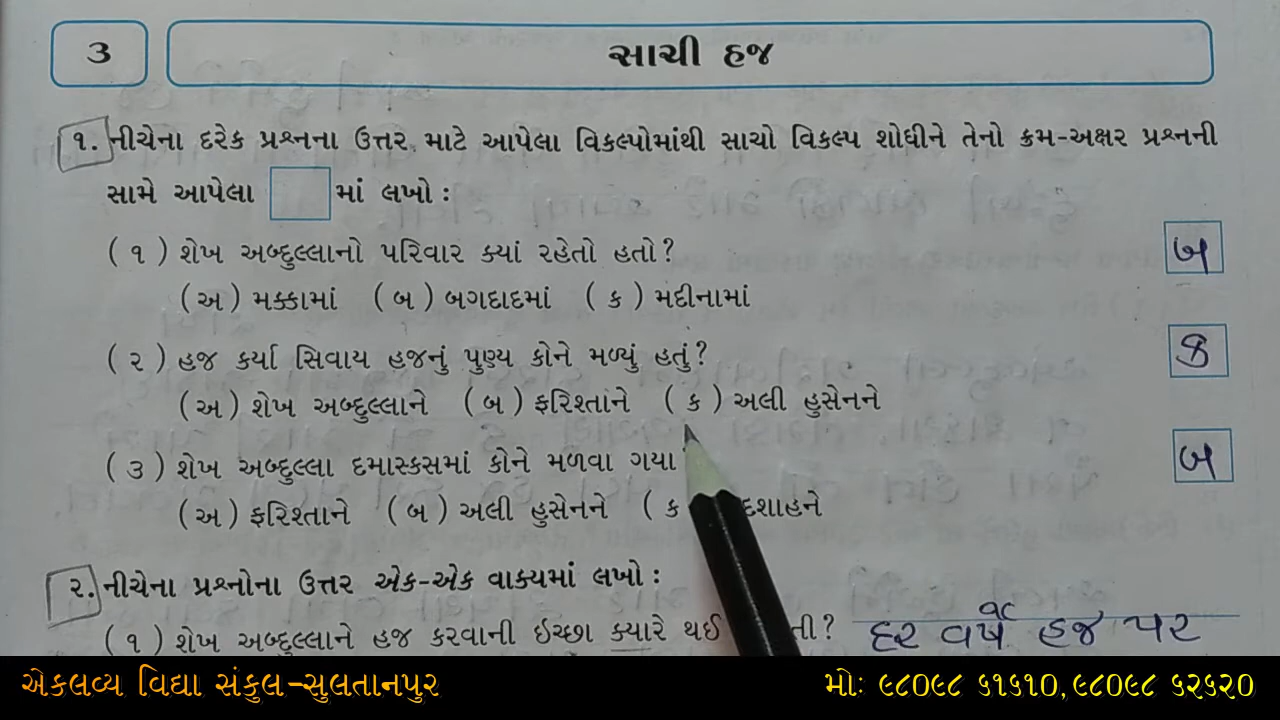 ૩ સાચી હજ
૧. નીચેના દરેક પ્રશ્નના ઉત્તર માટે આપેલા વિકલ્પોમાંથી સાચો વિકલ્પ શોધીને તેનો ક્રમ-અક્ષર પ્રશ્નની
સામે આપેલા માં લખો :
(૧) શેખ અબ્દુલ્લાનો પરિવાર ક્યાં રહેતો હતો? બ
(અ) મક્કામાં (બ) બગદાદમાં (ક) મદીનામાં
(૨) હજ કર્યા સિવાય હજનું પુણ્ય કોને મળ્યું હતું? ક
(અ) શેખ અબ્દુલ્લાને (બ) ફરિશ્તાને (ક) અલી હુસેનને
(૩) શેખ અબ્દુલ્લા દમાસ્કસમાં કોને મળવા ગયા બ
(અ) ફરિશ્તાને (બ) અલી હુસેનને (ક
૨. નીચેના પ્રશ્નોના ઉત્તર એક-એક વાક્યમાં લખો :
(૧) શેખ અબ્દુલ્લાને હજ કરવાની ઇચ્છા ક્યારે થઈ દર વર્ષે હજ પર
એકલવ્ય વિદ્યા સંકુલ-સુલતાનપુર મોઃ ૯૮૦૯૮ ૬૧૬૧૦,૯૮૦૯૮ ૬૨૬૨૦